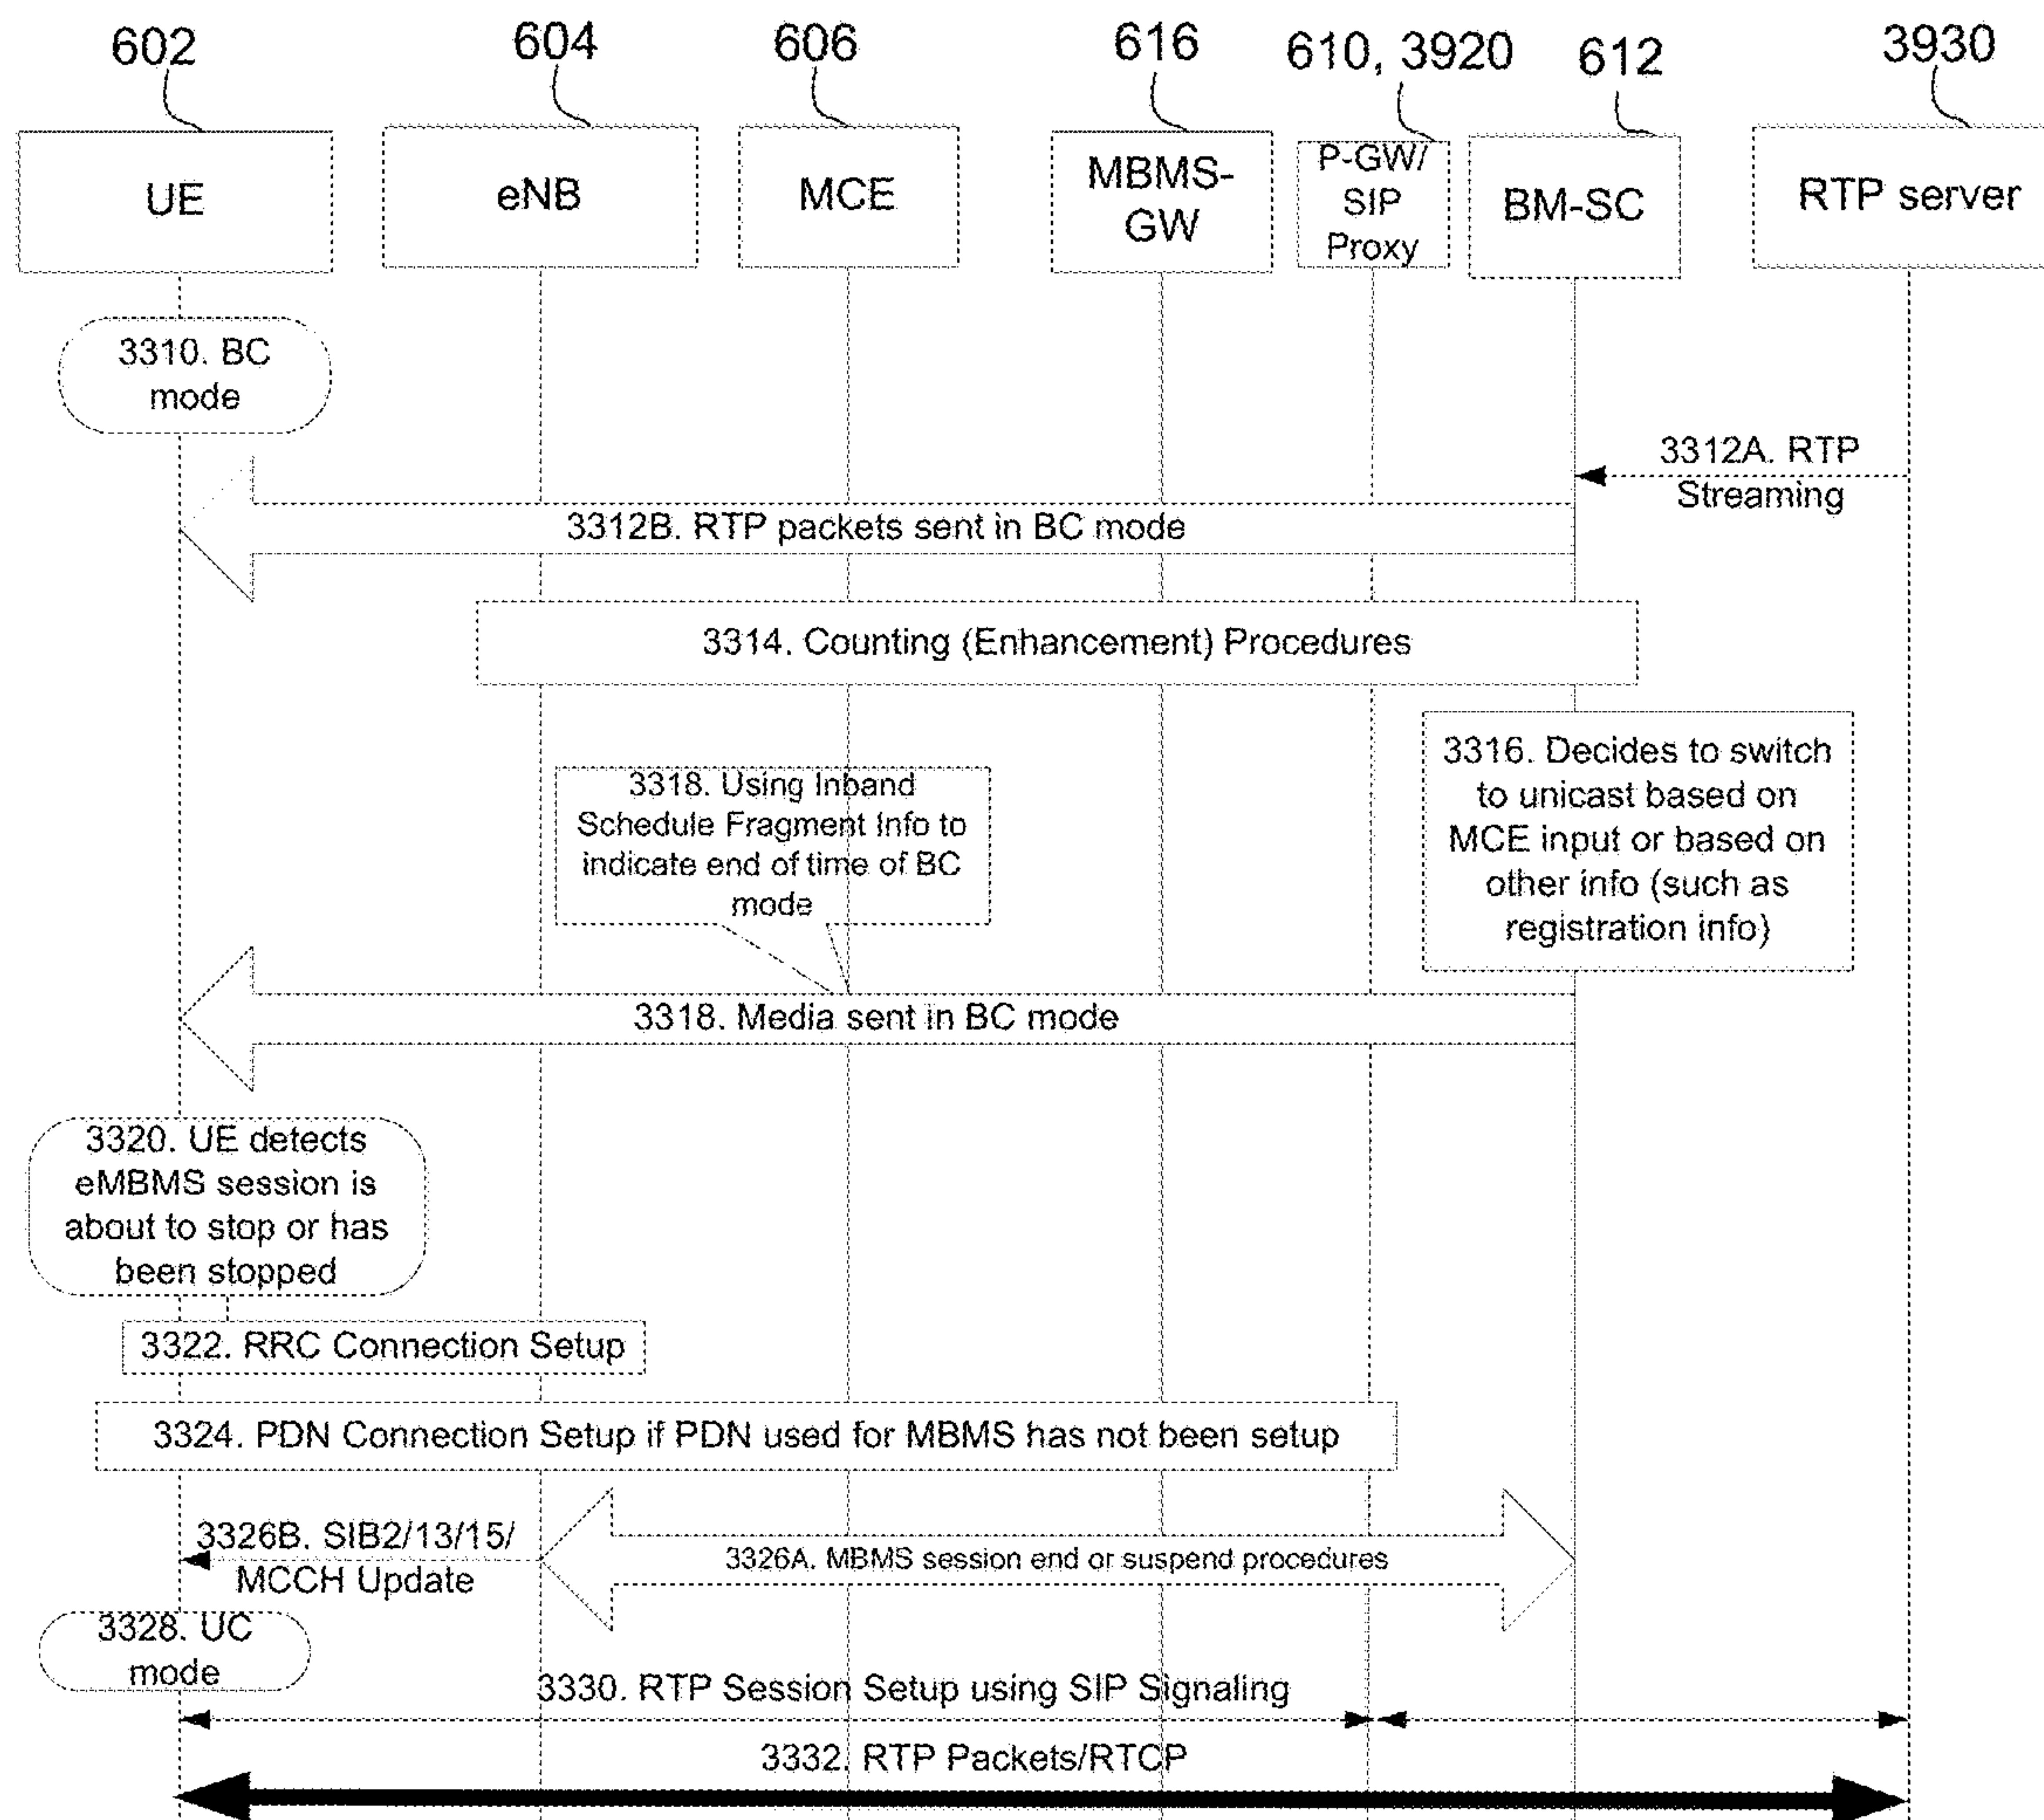 602
604
606
616
610, 3920
612
3930
UE
eNB
MCE
MBMS-
GW
P-GW/
SIP
Proxy
BM-SC
RTP server
3310. BC
mode
3312A. RTP
Streaming
3312B. RTP packets sent in BC mode
3314. Counting (Enhancement) Procedures
3316. Decides to switch
to unicast based on
MCE input or based on
other info (such as
registration info)
3318. Using Inband
Schedule Fragment Info to
indicate end of time of BC
mode
3318. Media sent in BC mode
3320. UE detects
eMBMS session is
about to stop or has
been stopped
3322. RRC Connection Setup
3324. PDN Connection Setup if PDN used for MBMS has not been setup
3326B. SIB2/13/15/
MCCH Update
3326A. MBMS session end or suspend procedures
3328. UC
mode
3330. RTP Session Setup using SIP Signaling
3332. RTP Packets/RTCP